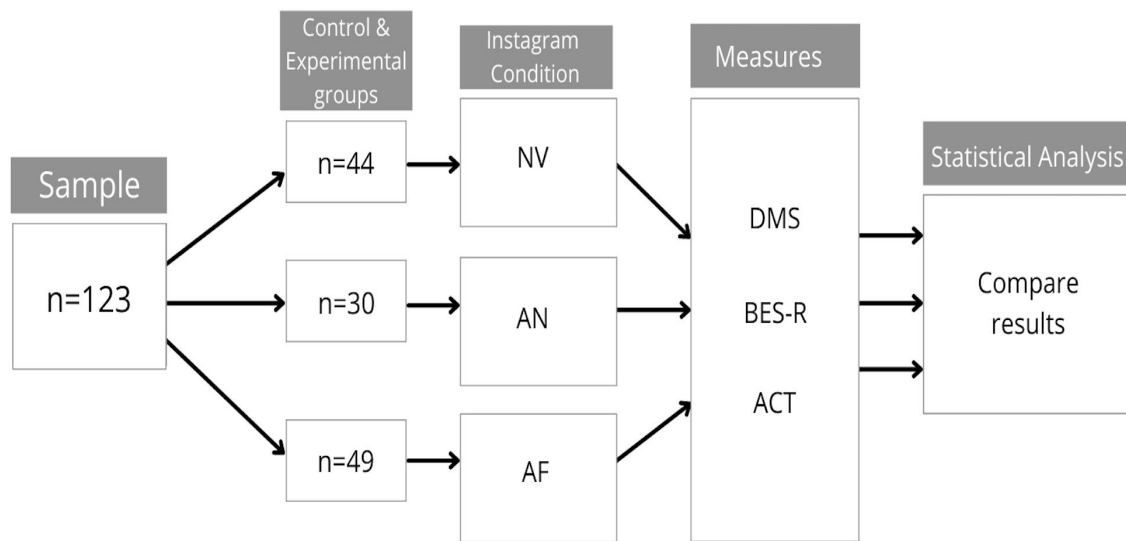 Sample
n=123
Control &
Experimental
groups
n=44
n=30
n=49
Instagram
Condition
NV
AN
AF
Measures
DMS
BES-R
ACT
Statistical Analysis
Compare
results